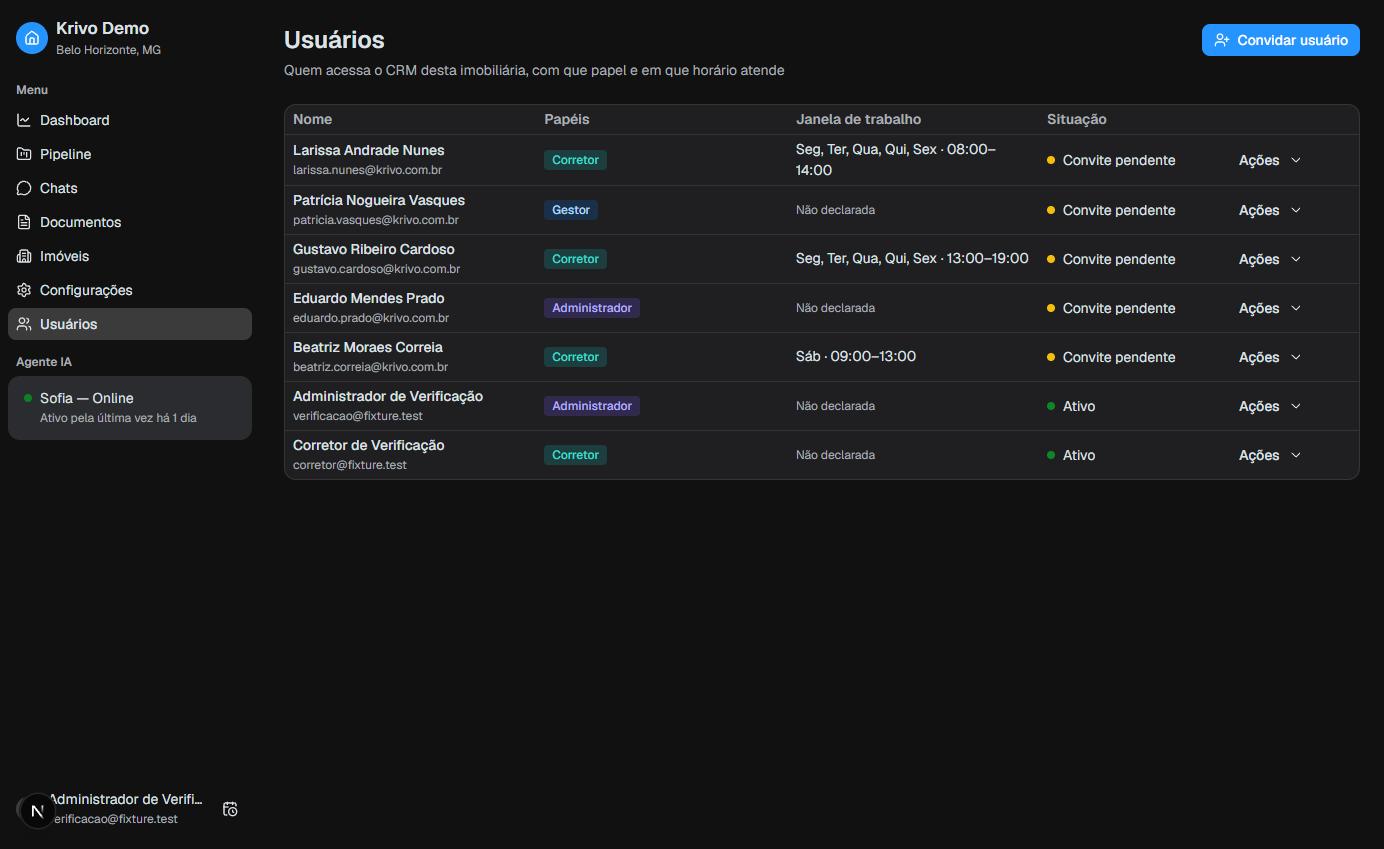 Krivo Demo
Belo Horizonte, MG
Menu
Dashboard
Pipeline
Chats
Documentos
Imóveis
Configurações
Usuários
Agente IA
Sofia — Online
Ativo pela última vez há 1 dia
Administrador de Verifi...
verificacao@fixture.test
N
Usuários
Convidar usuário
Quem acessa o CRM desta imobiliária, com que papel e em que horário atende
Nome Papéis Janela de trabalho Situação
Larissa Andrade Nunes
larissa.nunes@krivo.com.br
Corretor
Seg, Ter, Qua, Qui, Sex · 08:00–
14:00
Convite pendente
Ações
Patrícia Nogueira Vasques
patricia.vasques@krivo.com.br
Gestor
Não declarada
Convite pendente
Ações
Gustavo Ribeiro Cardoso
gustavo.cardoso@krivo.com.br
Corretor
Seg, Ter, Qua, Qui, Sex · 13:00–19:00
Convite pendente
Ações
Eduardo Mendes Prado
eduardo.prado@krivo.com.br
Administrador
Não declarada
Convite pendente
Ações
Beatriz Moraes Correia
beatriz.correia@krivo.com.br
Corretor
Sáb · 09:00–13:00
Convite pendente
Ações
Administrador de Verificação
verificacao@fixture.test
Administrador
Não declarada
Ativo
Ações
Corretor de Verificação
corretor@fixture.test
Corretor
Não declarada
Ativo
Ações